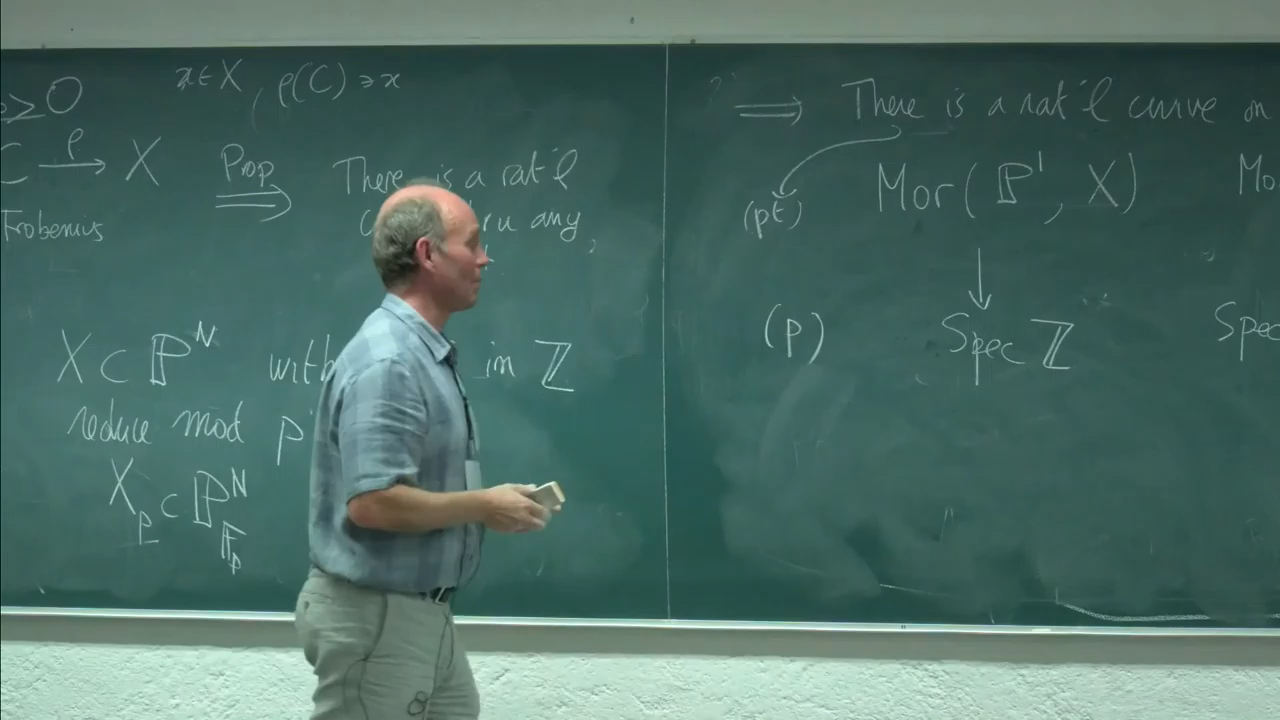 x ∈ X, ρ(C) ∋ x
> 0
C —ρ→ X
Prop ⟹
There is a rat'l
any
Frobenius
X ⊂ ℙ^N with in ℤ
reduce mod p
X_p ⊂ ℙ^N_{𝔽_p}
⟹ There is a rat'l curve on
(pt) Mor(ℙ¹, X) Mo
↓
(p) Spec ℤ Spec